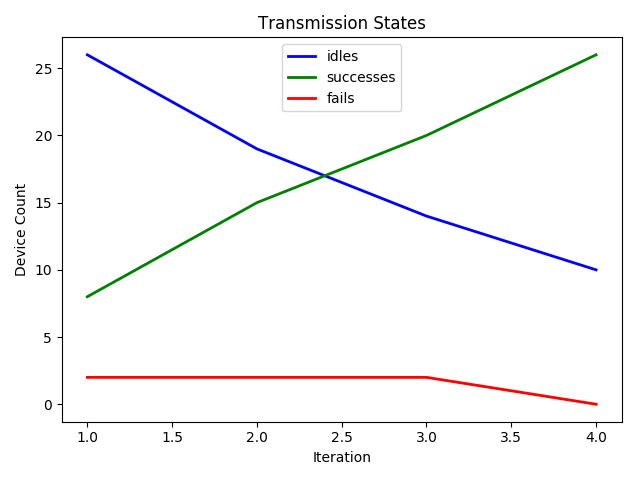 Transmission States
idles
successes
fails
25
20
15
10
5
0
Device Count
1.0 1.5 2.0 2.5 3.0 3.5 4.0
Iteration